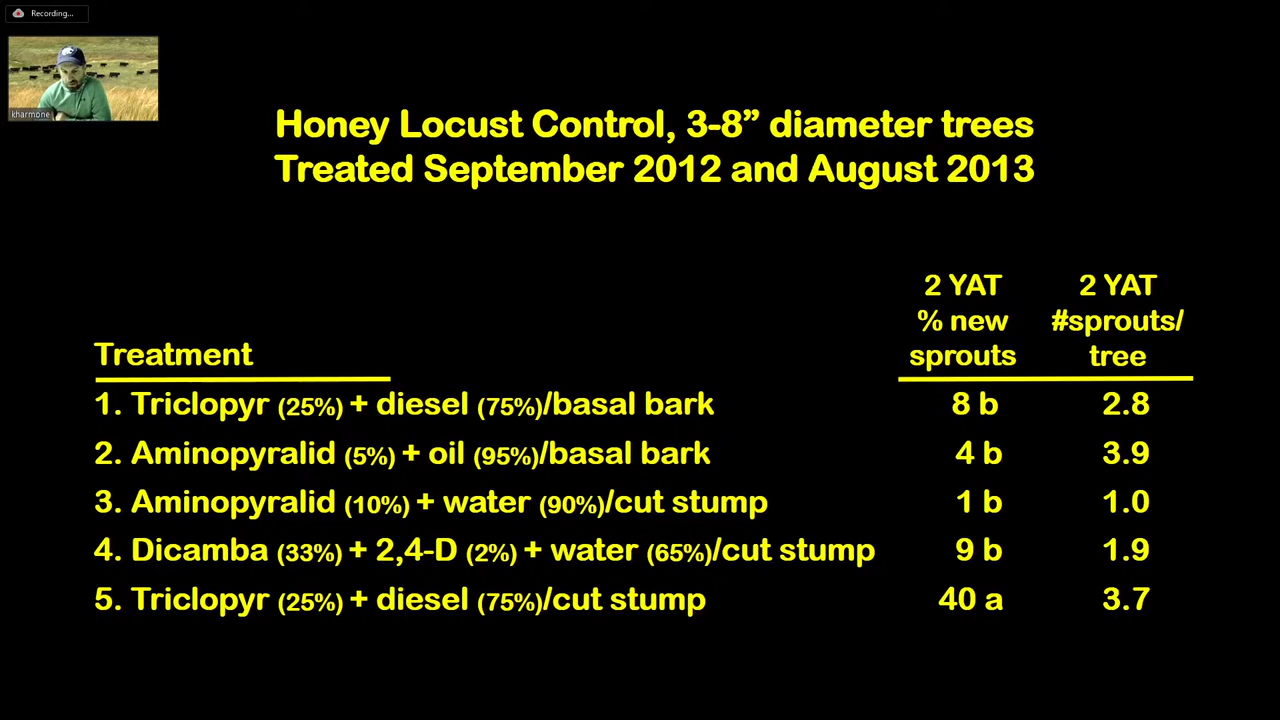 Recording...
kharmone
Honey Locust Control, 3-8” diameter trees
Treated September 2012 and August 2013
2 YAT % new sprouts
2 YAT #sprouts/ tree
Treatment
1. Triclopyr (25%) + diesel (75%)/basal bark 8 b 2.8
2. Aminopyralid (5%) + oil (95%)/basal bark 4 b 3.9
3. Aminopyralid (10%) + water (90%)/cut stump 1 b 1.0
4. Dicamba (33%) + 2,4-D (2%) + water (65%)/cut stump 9 b 1.9
5. Triclopyr (25%) + diesel (75%)/cut stump 40 a 3.7